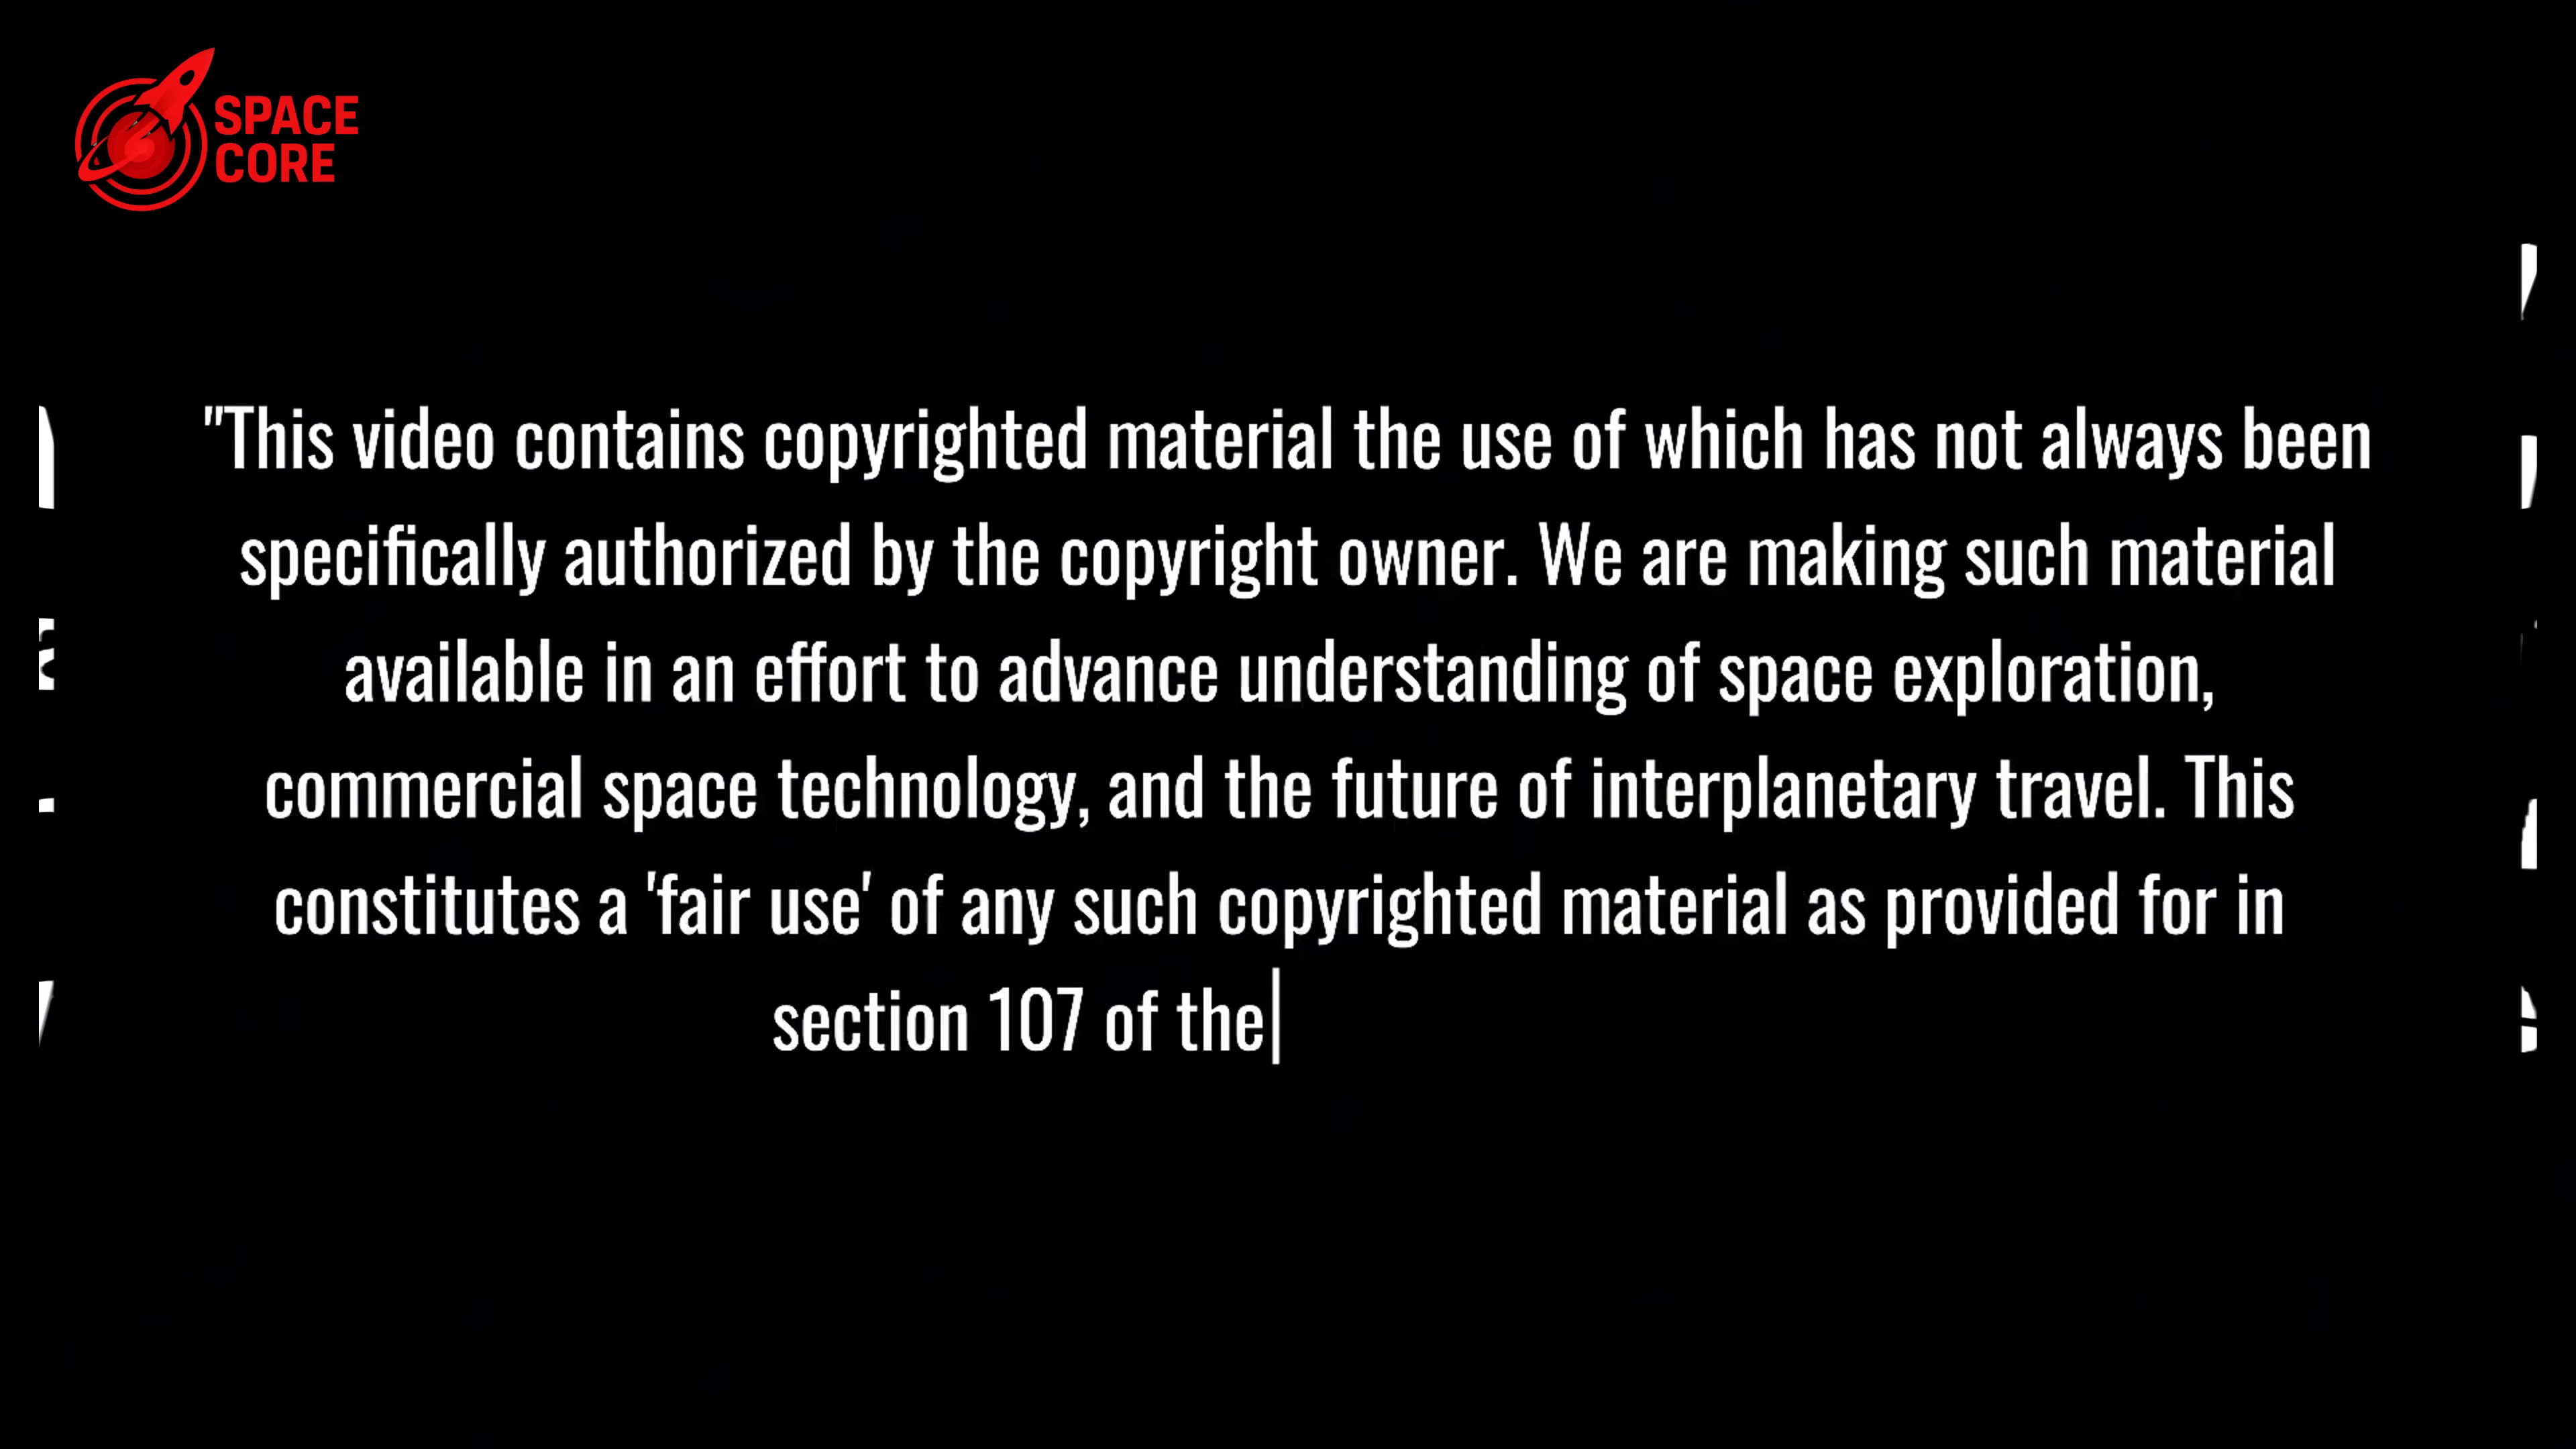 SPACE
CORE
"This video contains copyrighted material the use of which has not always been
specifically authorized by the copyright owner. We are making such material
available in an effort to advance understanding of space exploration,
commercial space technology, and the future of interplanetary travel. This
constitutes a 'fair use' of any such copyrighted material as provided for in
section 107 of the